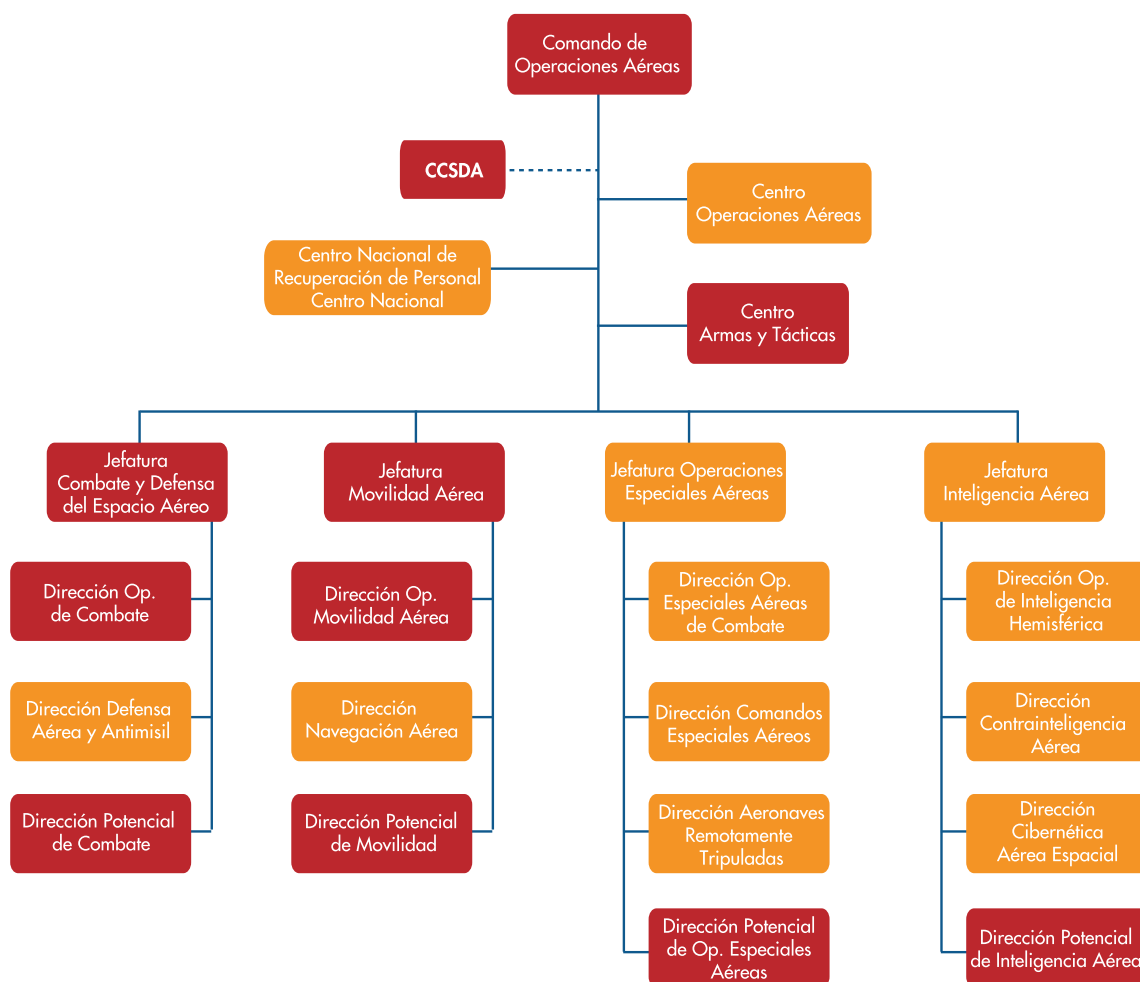 Comando de
Operaciones Aéreas
CCSDA
Centro
Operaciones Aéreas
Centro Nacional de
Recuperación de Personal
Centro Nacional
Centro
Armas y Tácticas
Jefatura
Combate y Defensa
del Espacio Aéreo
Jefatura
Movilidad Aérea
Jefatura Operaciones
Especiales Aéreas
Jefatura
Inteligencia Aérea
Dirección Op.
de Combate
Dirección Op.
Movilidad Aérea
Dirección Op.
Especiales Aéreas
de Combate
Dirección Op.
de Inteligencia
Hemisférica
Dirección Defensa
Aérea y Antimisil
Dirección
Navegación Aérea
Dirección Comandos
Especiales Aéreos
Dirección
Contrainteligencia
Aérea
Dirección Potencial
de Combate
Dirección Potencial
de Movilidad
Dirección Aeronaves
Remotamente
Tripuladas
Dirección
Cibernética
Aérea Espacial
Dirección Potencial
de Op. Especiales
Aéreas
Dirección Potencial
de Inteligencia Aérea